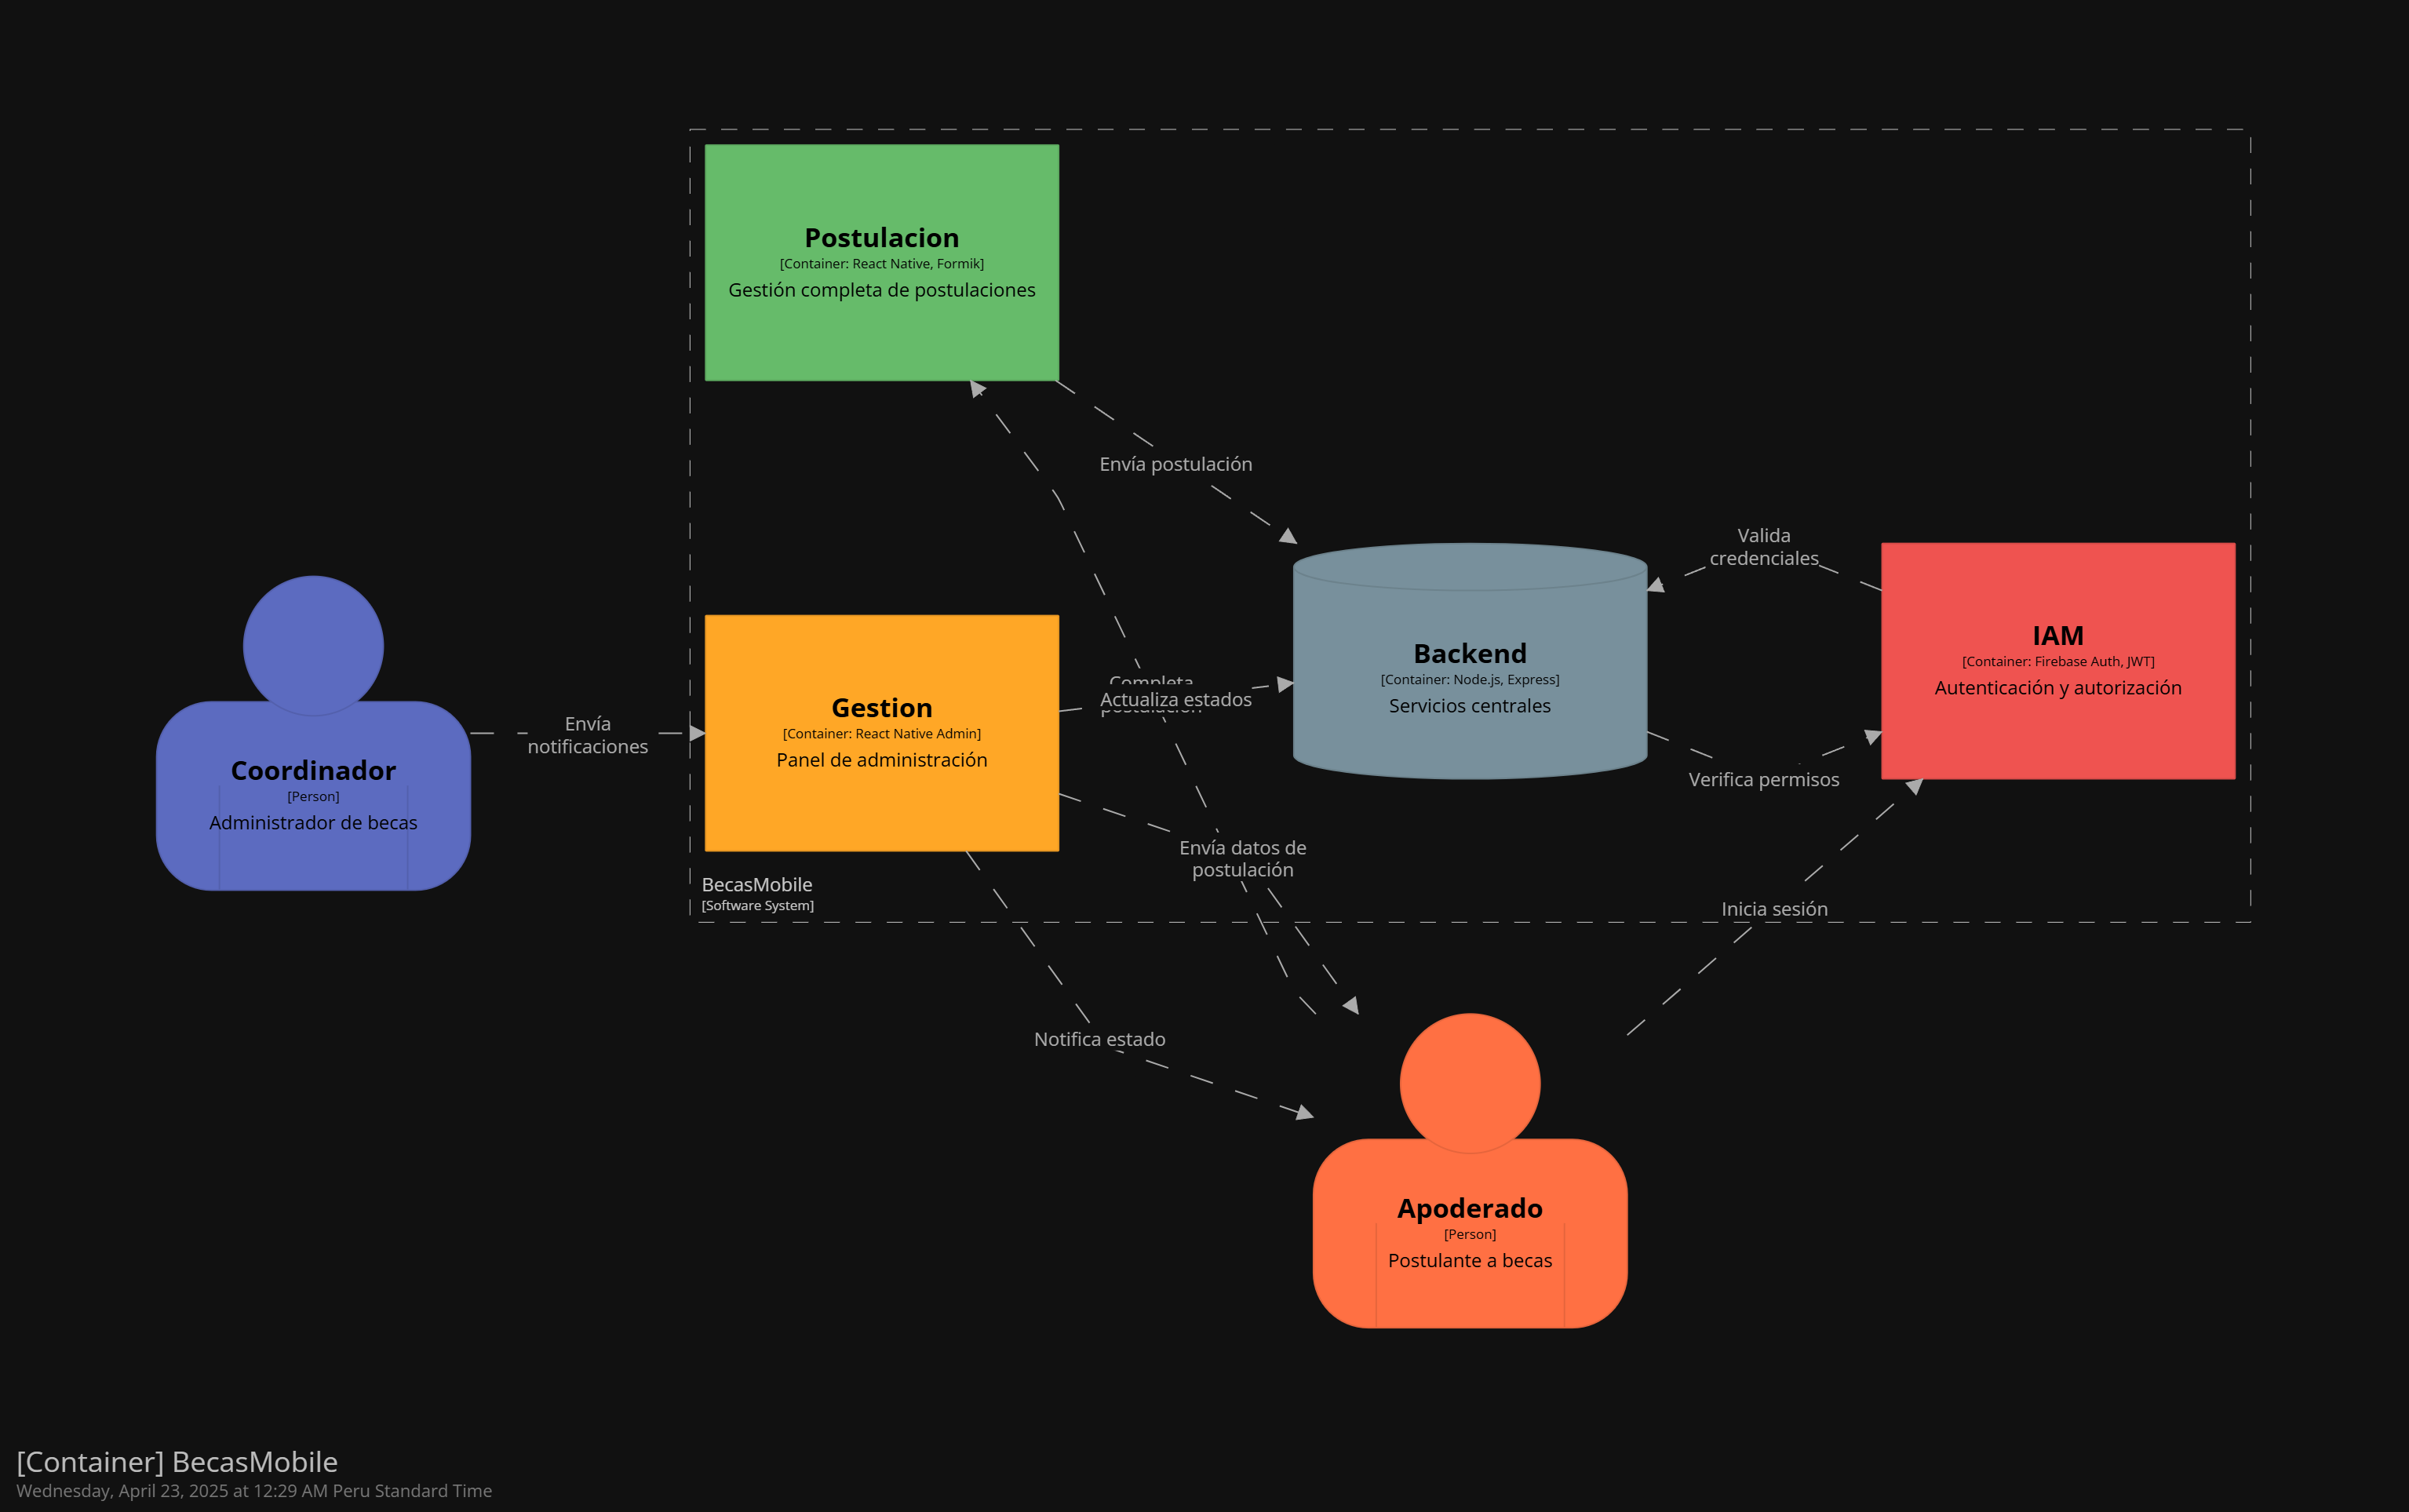 Postulacion
[Container: React Native, Formik]
Gestión completa de postulaciones
Envía postulación
Valida
credenciales
Backend
[Container: Node.js, Express]
Servicios centrales
IAM
[Container: Firebase Auth, JWT]
Autenticación y autorización
Completa
Actualiza estados
Gestion
[Container: React Native Admin]
Panel de administración
Envía
notificaciones
Coordinador
[Person]
Administrador de becas
Verifica permisos
Envía datos de
postulación
BecasMobile
[Software System]
Inicia sesión
Notifica estado
Apoderado
[Person]
Postulante a becas
[Container] BecasMobile
Wednesday, April 23, 2025 at 12:29 AM Peru Standard Time